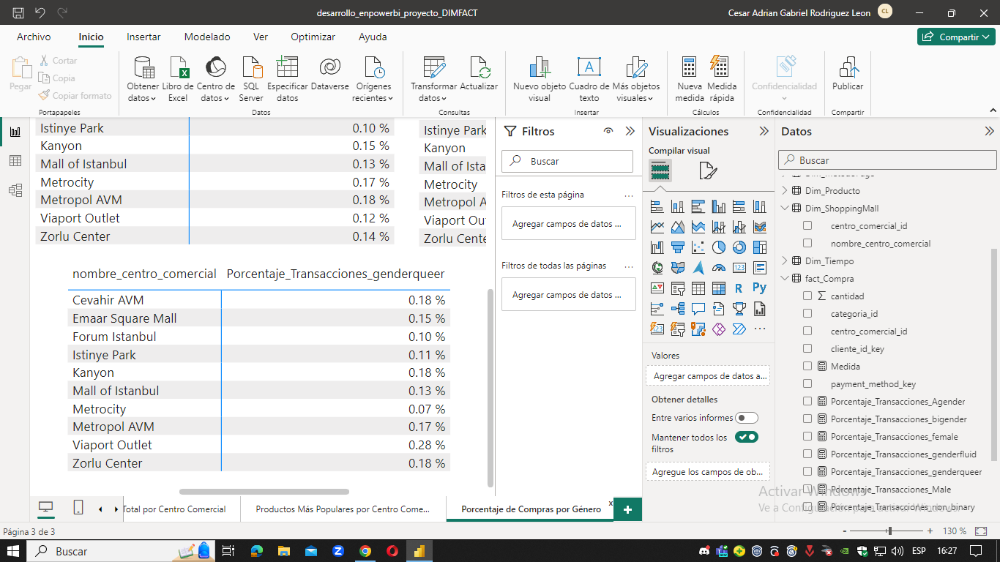 desarrollo_enpowerbi_proyecto_DIMFACT
Cesar Adrian Gabriel Rodriguez Leon
CL
Archivo
Inicio
Insertar
Modelado
Ver
Optimizar
Ayuda
Compartir
Pegar
Cortar
Copia
Copiar formato
Portapapeles
Obtener datos
Libro de Excel
Centro de datos
SQL Server
Especificar datos
Dataverse
Orígenes recientes
Datos
Transformar datos
Actualizar
Consultas
Nuevo objeto visual
Cuadro de texto
Más objetos visuales
Insertar
Nueva medida
Medida rápida
Cálculos
Confidencialidad
Confidencialidad
Publicar
Compartir
Istinye Park 0.10 %
Kanyon 0.15 %
Mall of Istanbul 0.13 %
Metrocity 0.17 %
Metropol AVM 0.18 %
Viaport Outlet 0.12 %
Zorlu Center 0.14 %
Istinye Park
Kanyon
Mall of Ista
Metrocity
Metropol A
Viaport Ou
Zorlu Cente
nombre_centro_comercial Porcentaje_Transacciones_genderqueer
Cevahir AVM 0.18 %
Emaar Square Mall 0.15 %
Forum Istanbul 0.10 %
Istinye Park 0.11 %
Kanyon 0.18 %
Mall of Istanbul 0.13 %
Metrocity 0.07 %
Metropol AVM 0.17 %
Viaport Outlet 0.28 %
Zorlu Center 0.18 %
Filtros
Buscar
Filtros de esta página ...
Agregar campos de datos ...
Filtros de todas las páginas ...
Agregar campos de datos ...
Visualizaciones
Compilar visual
R
Py
123
Valores
Agregar campos de datos a...
Obtener detalles
Entre varios informes
Mantener todos los
filtros
Agregue los campos de ob...
Datos
Buscar
Dim_Producto
Dim_ShoppingMall
centro_comercial_id
nombre_centro_comercial
Dim_Tiempo
fact_Compra
cantidad
categoria_id
centro_comercial_id
cliente_id_key
Medida
payment_method_key
Porcentaje_Transacciones_Agender
Porcentaje_Transacciones_bigender
Porcentaje_Transacciones_female
Porcentaje_Transacciones_genderfluid
Porcentaje_Transacciones_genderqueer
Porcentaje_Transacciones_Male
Porcentaje_Transacciones_non_binary
Activar Windows
Ve a Configuración para activar Windows.
Total por Centro Comercial
Productos Más Populares por Centro Come...
Porcentaje de Compras por Género
x
+
Página 3 de 3
- + 130 %
Buscar
ESP
16:27